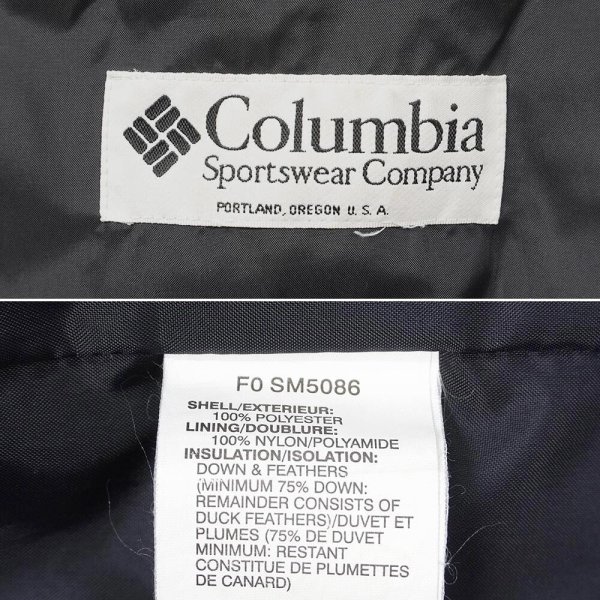 Columbia
Sportswear Company
PORTLAND, OREGON U.S.A.
F0 SM5086
SHELL/EXTERIEUR:
100% POLYESTER
LINING/DOUBLURE:
100% NYLON/POLYAMIDE
INSULATION/ISOLATION:
DOWN & FEATHERS
(MINIMUM 75% DOWN:
REMAINDER CONSISTS OF
DUCK FEATHERS)/DUVET ET
PLUMES (75% DE DUVET
MINIMUM: RESTANT
CONSTITUE DE PLUMETTES
DE CANARD)